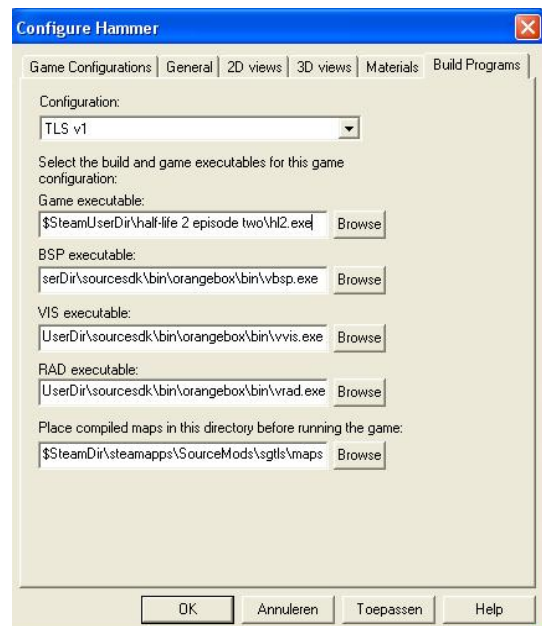 Configure Hammer
Game Configurations General 2D views 3D views Materials Build Programs
Configuration:
TLS v1
Select the build and game executables for this game
configuration:
Game executable:
$SteamUserDir\half-life 2 episode two\hl2.exe Browse
BSP executable:
serDir\sourcesdk\bin\orangebox\bin\vbsp.exe Browse
VIS executable:
UserDir\sourcesdk\bin\orangebox\bin\vvis.exe Browse
RAD executable:
UserDir\sourcesdk\bin\orangebox\bin\vrad.exe Browse
Place compiled maps in this directory before running the game:
$SteamDir\steamapps\SourceMods\sgtls\maps Browse
OK Annuleren Toepassen Help